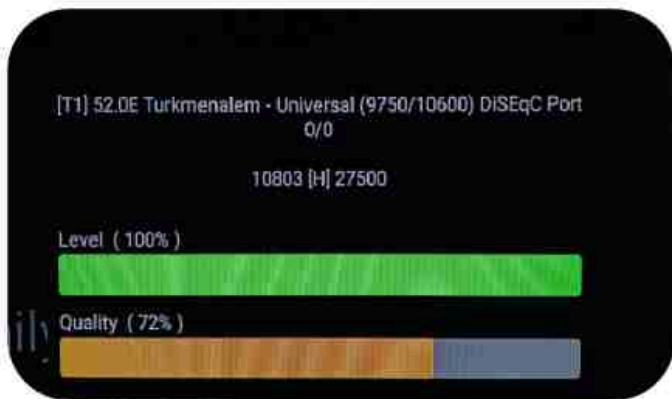 [T1] 52.0E Turkmenalem - Universal (9750/10600) DiSEqC Port
0/0
10803 [H] 27500
Level ( 100% )
Quality ( 72% )